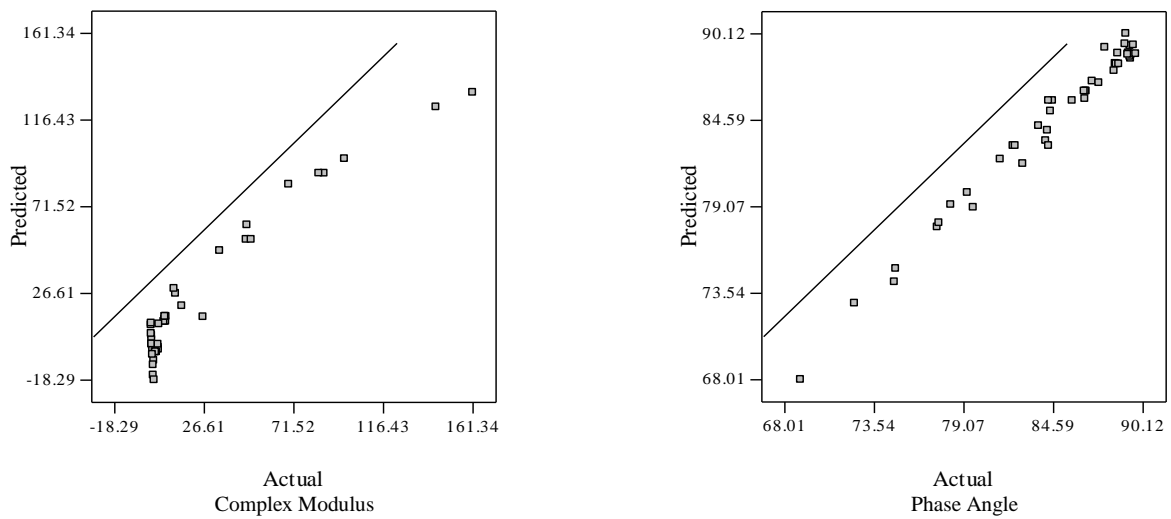 161.34
116.43
71.52
26.61
-18.29
Predicted
-18.29 26.61 71.52 116.43 161.34
Actual
Complex Modulus
90.12
84.59
79.07
73.54
68.01
Predicted
68.01 73.54 79.07 84.59 90.12
Actual
Phase Angle